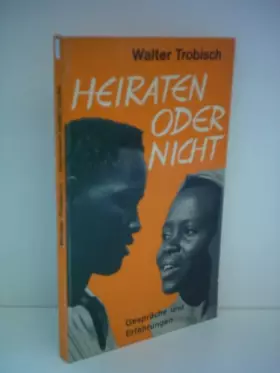 Walter Trobisch
HEIRATEN
ODER
NICHT
Gespräche und
Erfahrungen